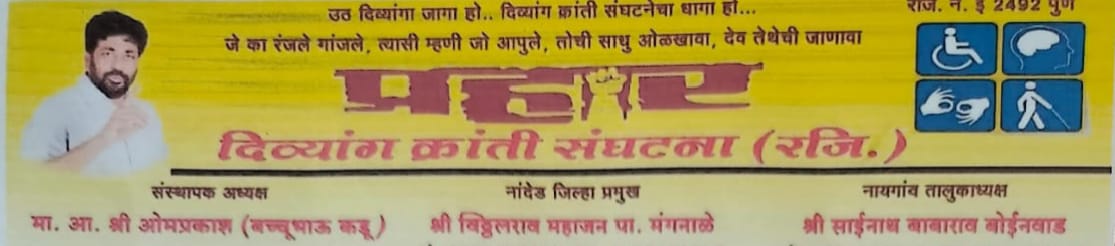 उठ दिव्यांगा जागा हो.. दिव्यांग क्रांती संघटनेचा धागा हो...
राज. न. ई 2492 पुणे
जे का रंजले गांजले, त्यासी म्हणी जो आपुले, तोची साधु ओळखावा, देव तेथेची जाणावा
प्रहार
दिव्यांग क्रांती संघटना (रजि.)
संस्थापक अध्यक्ष नांदेड जिल्हा प्रमुख नायगांव तालुकाध्यक्ष
मा. आ. श्री ओमप्रकाश (बच्चूभाऊ कडू) श्री विठ्ठलराव महाजन पा. मंगनाळे श्री साईनाथ बाबाराव बोईनवाड